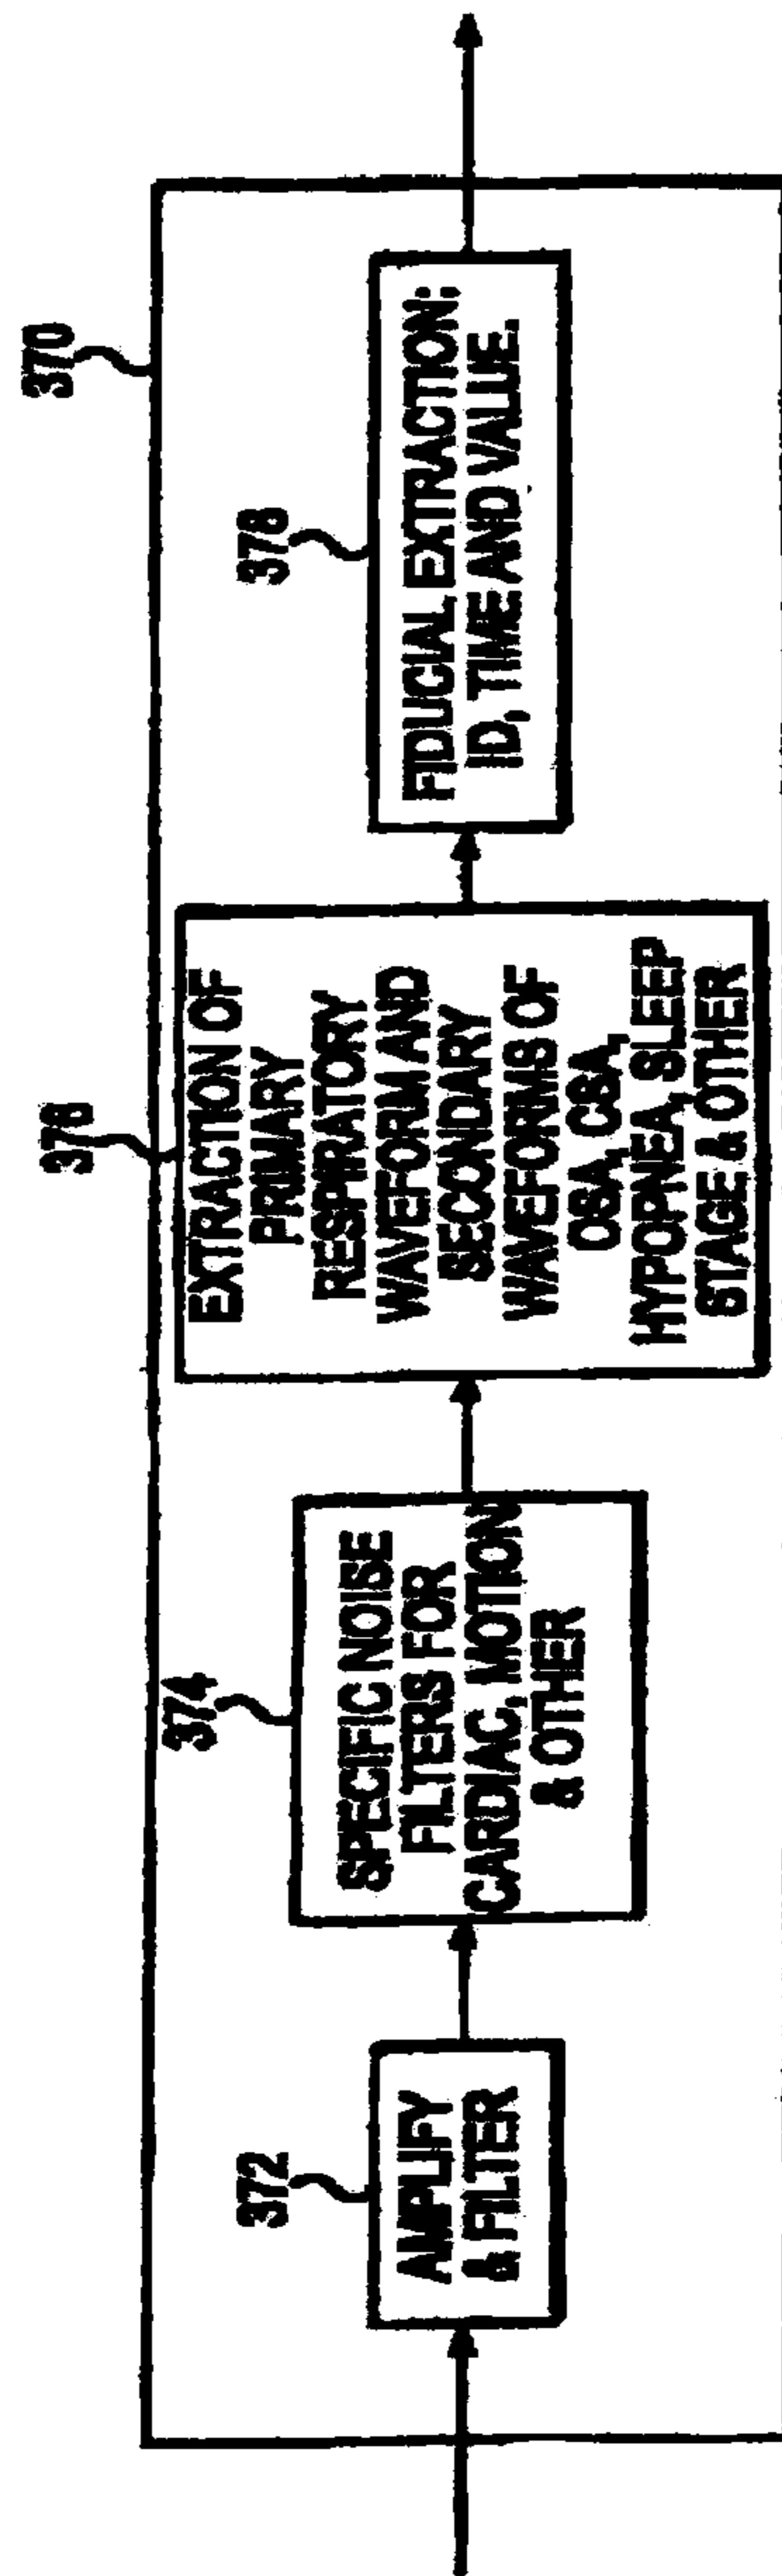 370
372
AMPLIFY
& FILTER
374
SPECIFIC NOISE
FILTERS FOR
CARDIAC, MOTION
& OTHER
376
EXTRACTION OF
PRIMARY
RESPIRATORY
WAVEFORM AND
SECONDARY
WAVEFORMS OF
OSA, CSA,
HYPOPNEA, SLEEP
STAGE & OTHER
378
FIDUCIAL EXTRACTION:
ID, TIME AND VALUE.